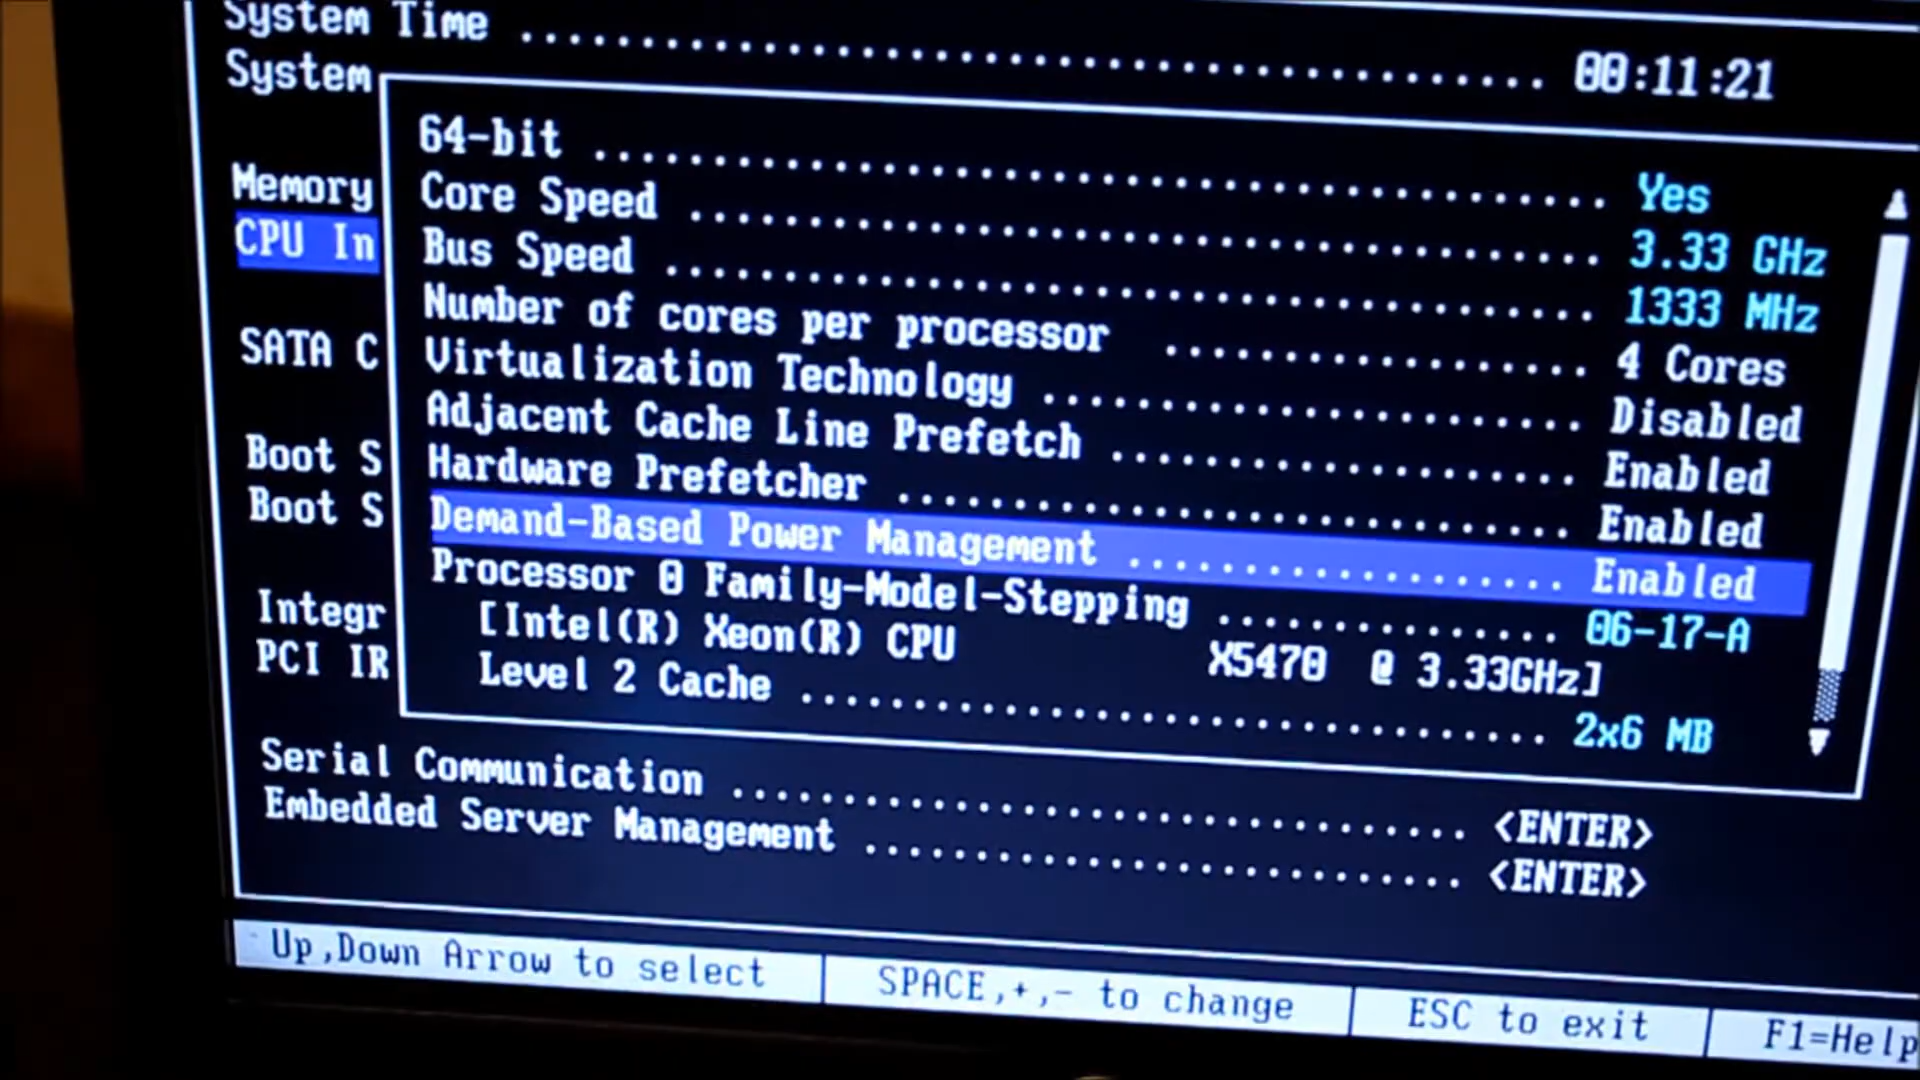 System Time ........................................... 00:11:21
System
64-bit ........................................... Yes
Core Speed ...................................... 3.33 GHz
Bus Speed ....................................... 1333 MHz
Memory
Number of cores per processor .................. 4 Cores
CPU In
Virtualization Technology ....................... Disabled
Adjacent Cache Line Prefetch .................... Enabled
SATA C
Hardware Prefetcher ............................. Enabled
Demand-Based Power Management ................... Enabled
Boot S
Processor 0 Family-Model-Stepping ............... 06-17-A
Boot S
[Intel(R) Xeon(R) CPU X5470 @ 3.33GHz]
Level 2 Cache ................................ 2x6 MB
Integr
PCI IR
Serial Communication ................................ <ENTER>
Embedded Server Management .......................... <ENTER>
Up,Down Arrow to select SPACE,+,- to change ESC to exit F1=Help